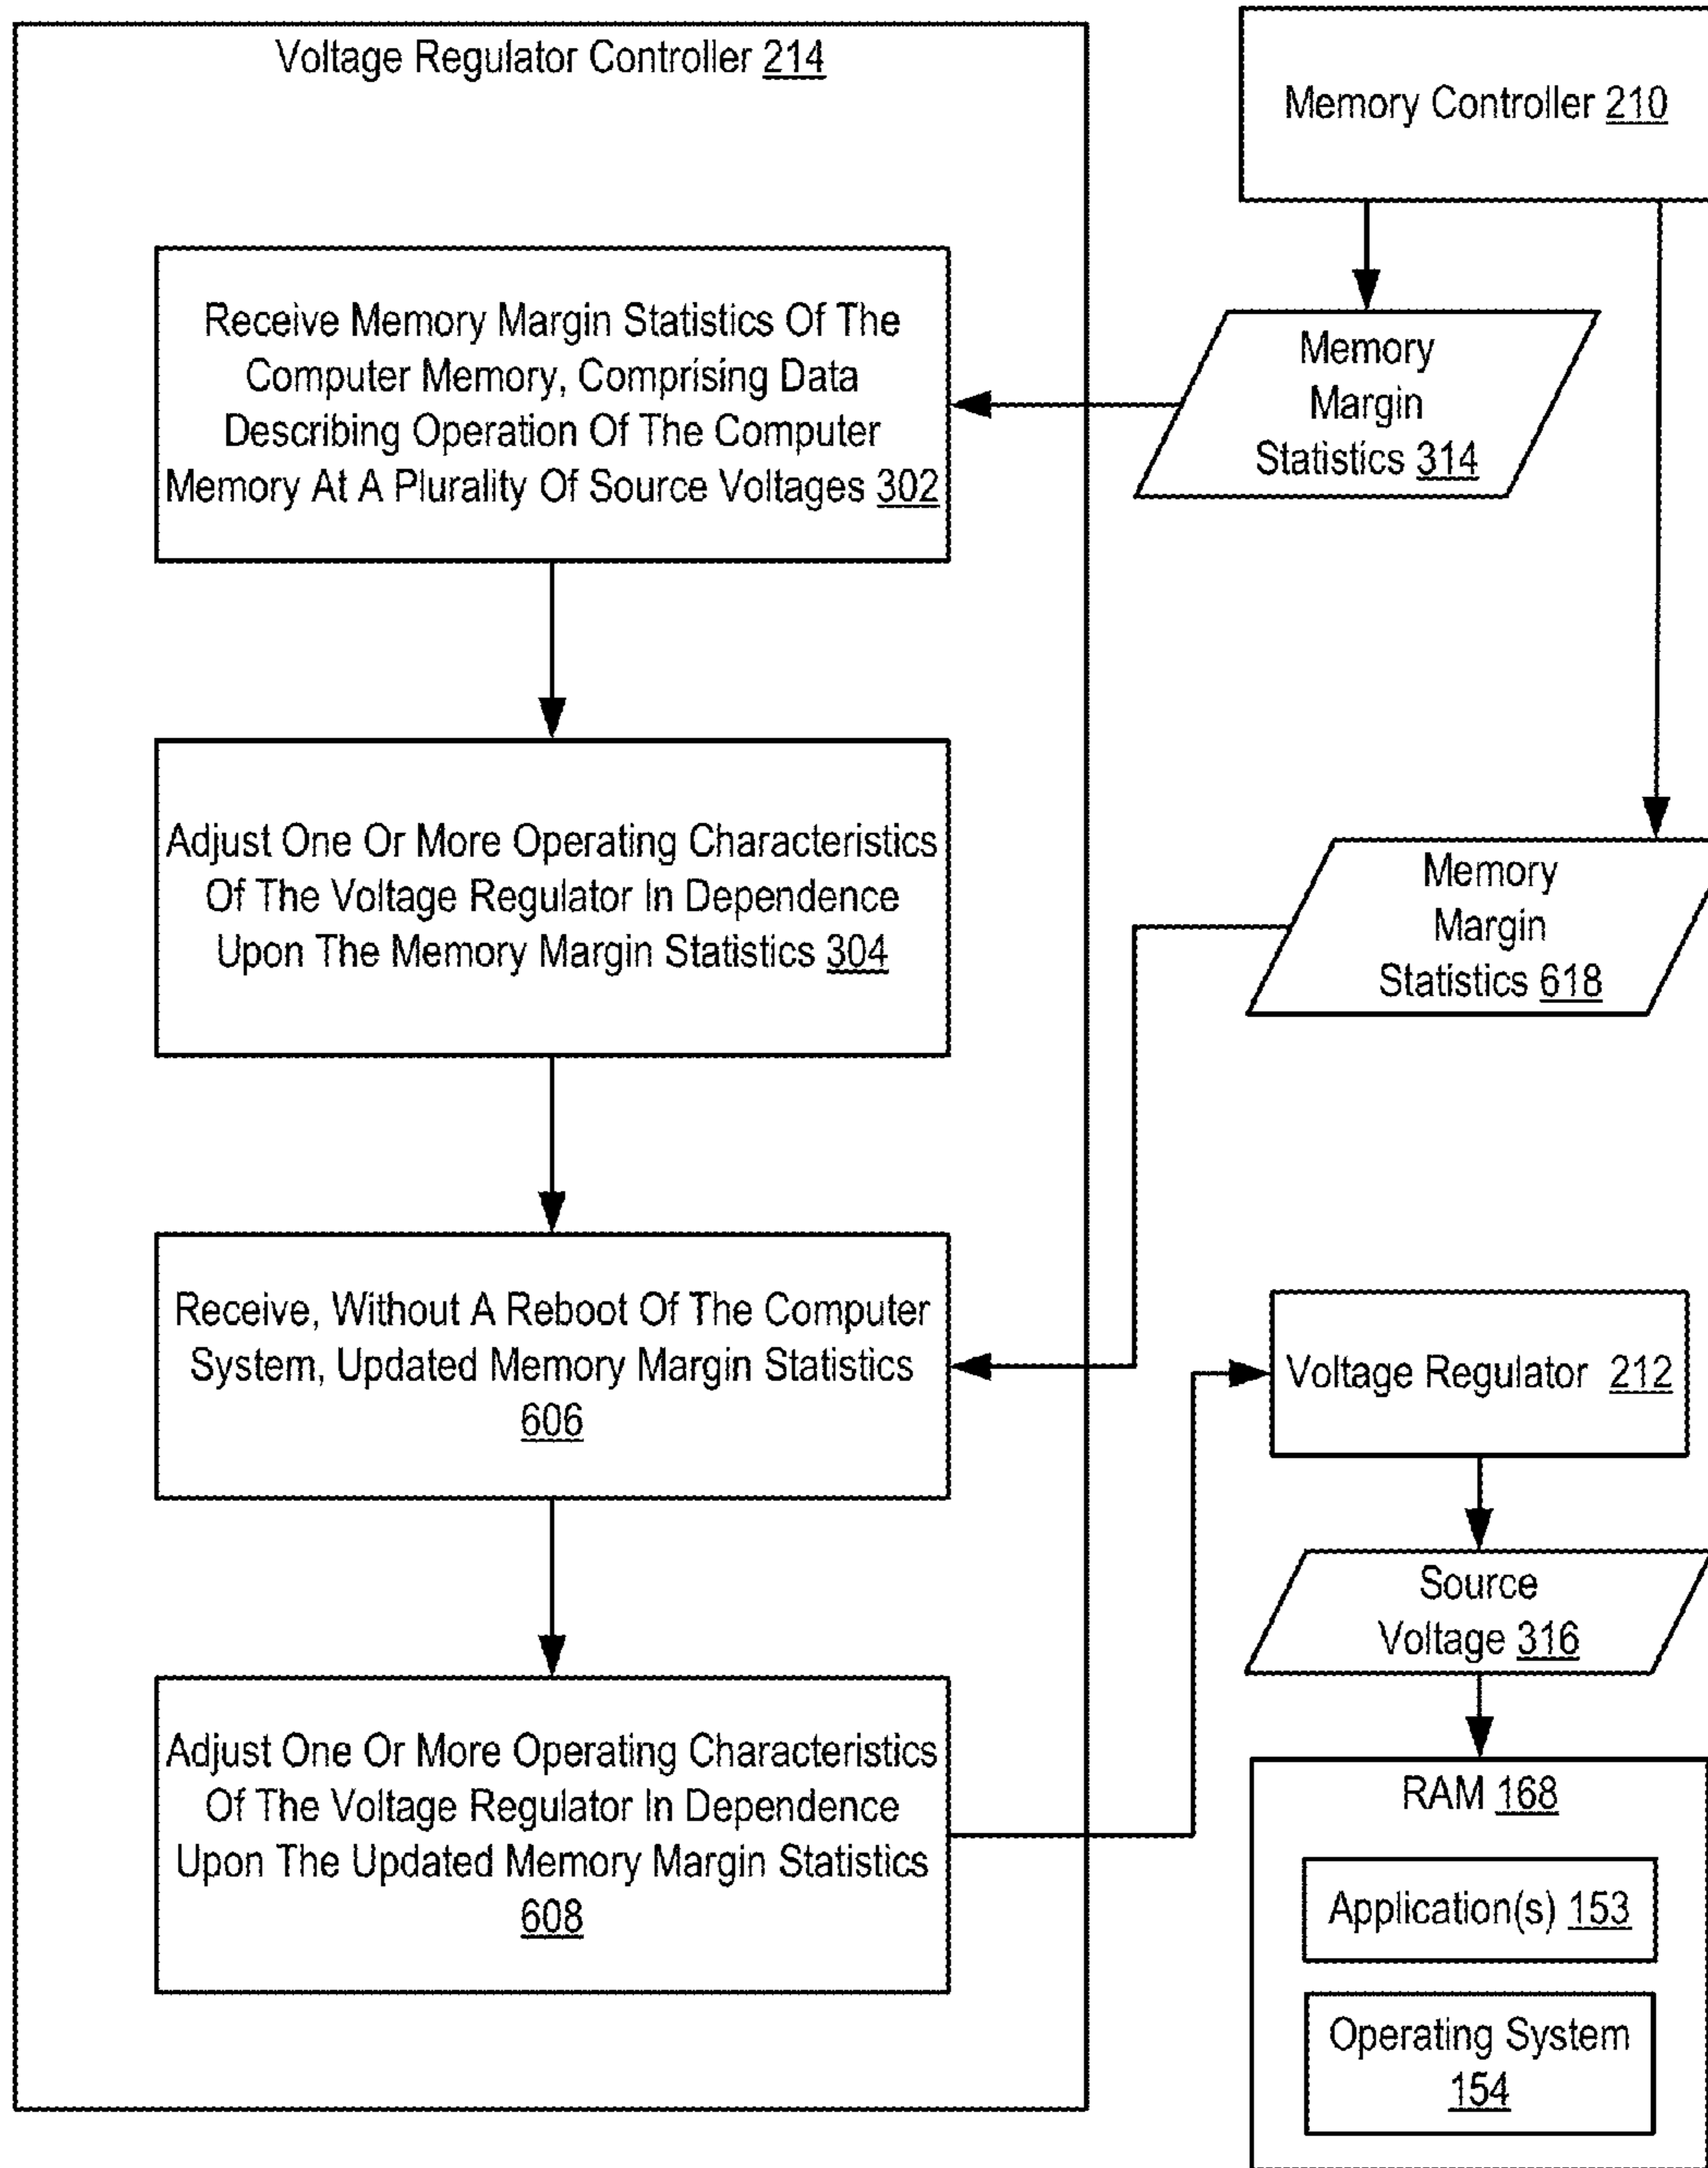 Voltage Regulator Controller 214
Memory Controller 210
Receive Memory Margin Statistics Of The
Computer Memory, Comprising Data
Describing Operation Of The Computer
Memory At A Plurality Of Source Voltages 302
Memory
Margin
Statistics 314
Adjust One Or More Operating Characteristics
Of The Voltage Regulator In Dependence
Upon The Memory Margin Statistics 304
Memory
Margin
Statistics 618
Receive, Without A Reboot Of The Computer
System, Updated Memory Margin Statistics
606
Voltage Regulator 212
Source
Voltage 316
Adjust One Or More Operating Characteristics
Of The Voltage Regulator In Dependence
Upon The Updated Memory Margin Statistics
608
RAM 168
Application(s) 153
Operating System
154